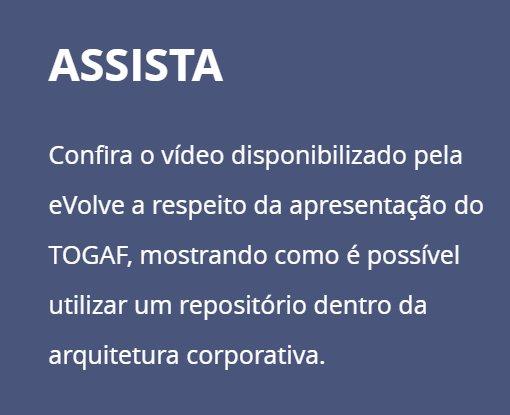 ASSISTA
Confira o vídeo disponibilizado pela
eVolve a respeito da apresentação do
TOGAF, mostrando como é possível
utilizar um repositório dentro da
arquitetura corporativa.